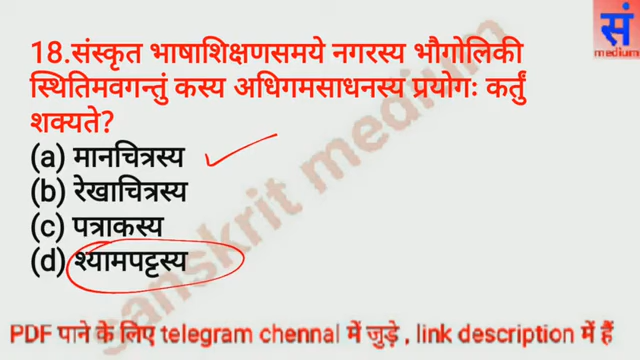 सं
medium
18.संस्कृत भाषाशिक्षणसमये नगरस्य भौगोलिकी
स्थितिमवगन्तुं कस्य अधिगमसाधनस्य प्रयोगः कर्तुं
शक्यते?
(a) मानचित्रस्य
(b) रेखाचित्रस्य
(c) पत्राकस्य
(d) श्यामपट्टस्य
sanskrit medium
PDF पाने के लिए telegram chennal में जुड़े , link description में हैं